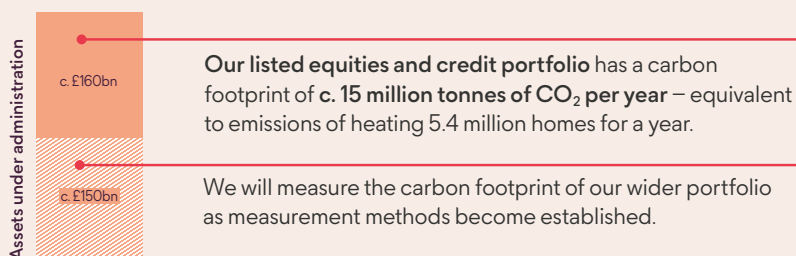 Assets under administration
c. £160bn
Our listed equities and credit portfolio has a carbon
footprint of c. 15 million tonnes of CO₂ per year – equivalent
to emissions of heating 5.4 million homes for a year.
c. £150bn
We will measure the carbon footprint of our wider portfolio
as measurement methods become established.